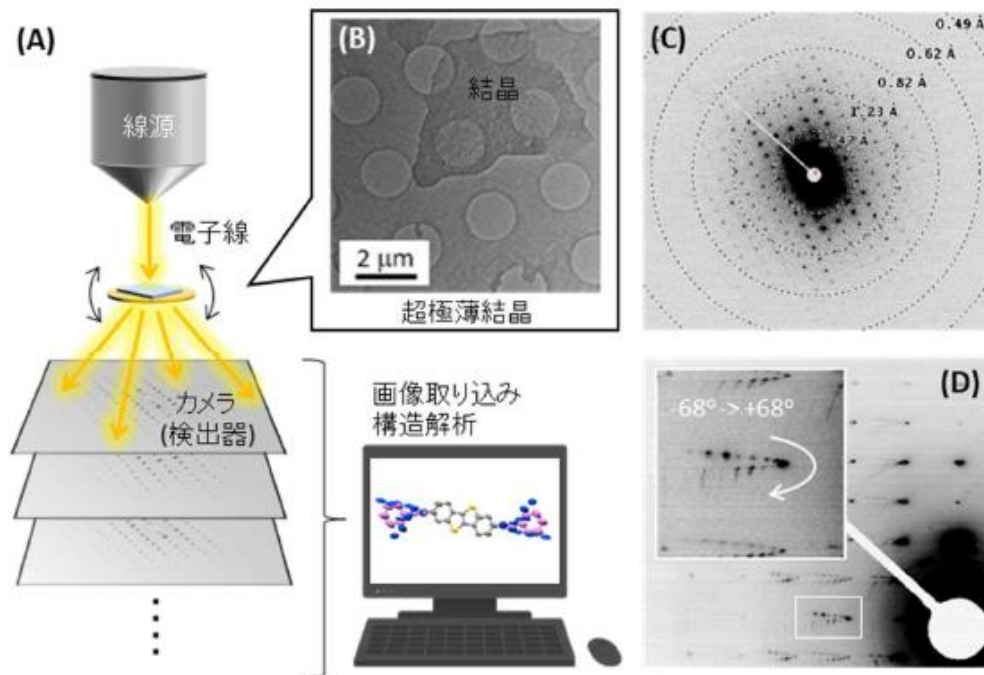 (A)
線源
電子線
カメラ
(検出器)
(B)
結晶
2 μm
超極薄結晶
画像取り込み
構造解析
(C)
0.49 Å
0.62 Å
0.82 Å
1.23 Å
(D)
-68° -> +68°